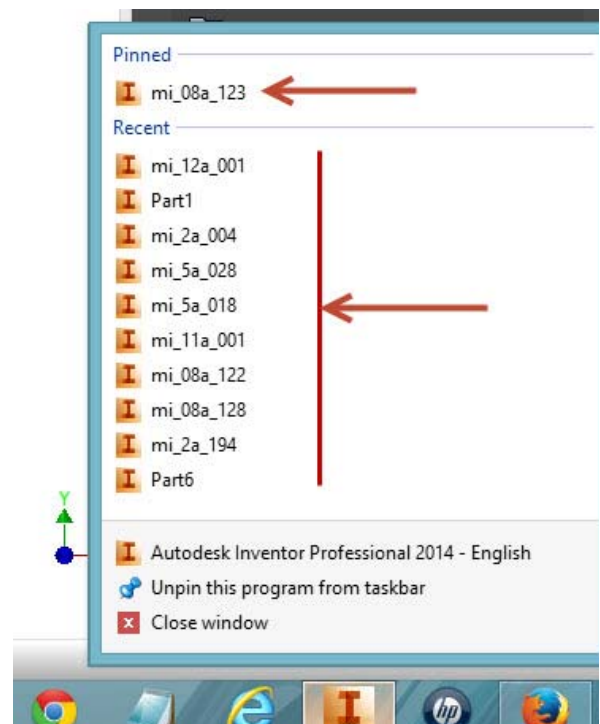 Pinned
mi_08a_123
Recent
mi_12a_001
Part1
mi_2a_004
mi_5a_028
mi_5a_018
mi_11a_001
mi_08a_122
mi_08a_128
mi_2a_194
Part6
Y
Autodesk Inventor Professional 2014 - English
Unpin this program from taskbar
Close window
hp